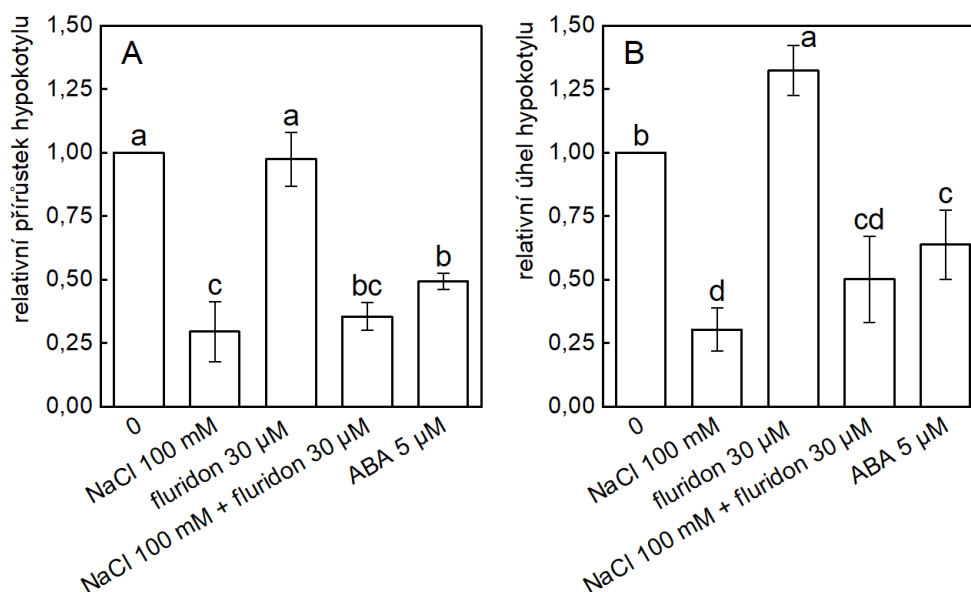 relativní přírůstek hypokotylu
1,50
1,25
1,00
0,75
0,50
0,25
0,00
A
a
c
a
bc
b
0
NaCl 100 mM
fluridon 30 µM
NaCl 100 mM + fluridon 30 µM
ABA 5 µM
relativní úhel hypokotylu
1,50
1,25
1,00
0,75
0,50
0,25
0,00
B
b
d
a
cd
c
0
NaCl 100 mM
fluridon 30 µM
NaCl 100 mM + fluridon 30 µM
ABA 5 µM